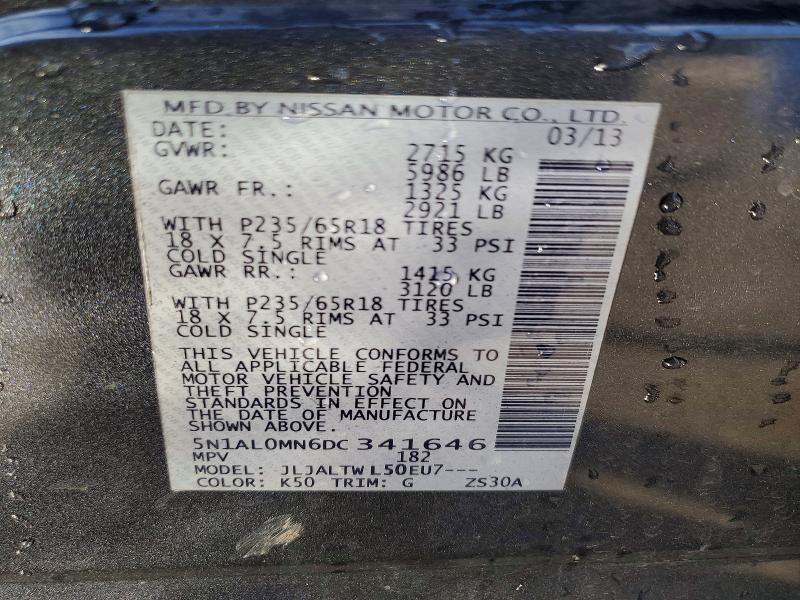 MFD.BY NISSAN MOTOR CO., LTD.
DATE: 03/13
GVWR: 2715 KG
5986 LB
GAWR FR.: 1325 KG
2921 LB
WITH P235/65R18 TIRES
18 X 7.5 RIMS AT 33 PSI
COLD SINGLE
GAWR RR.: 1415 KG
3120 LB
WITH P235/65R18 TIRES
18 X 7.5 RIMS AT 33 PSI
COLD SINGLE
THIS VEHICLE CONFORMS TO
ALL APPLICABLE FEDERAL
MOTOR VEHICLE SAFETY AND
THEFT PREVENTION
STANDARDS IN EFFECT ON
THE DATE OF MANUFACTURE
SHOWN ABOVE.
5N1AL0MN6DC 341646
MPV 182
MODEL: JLJALTW L50EU7---
COLOR: K50 TRIM: G ZS30A